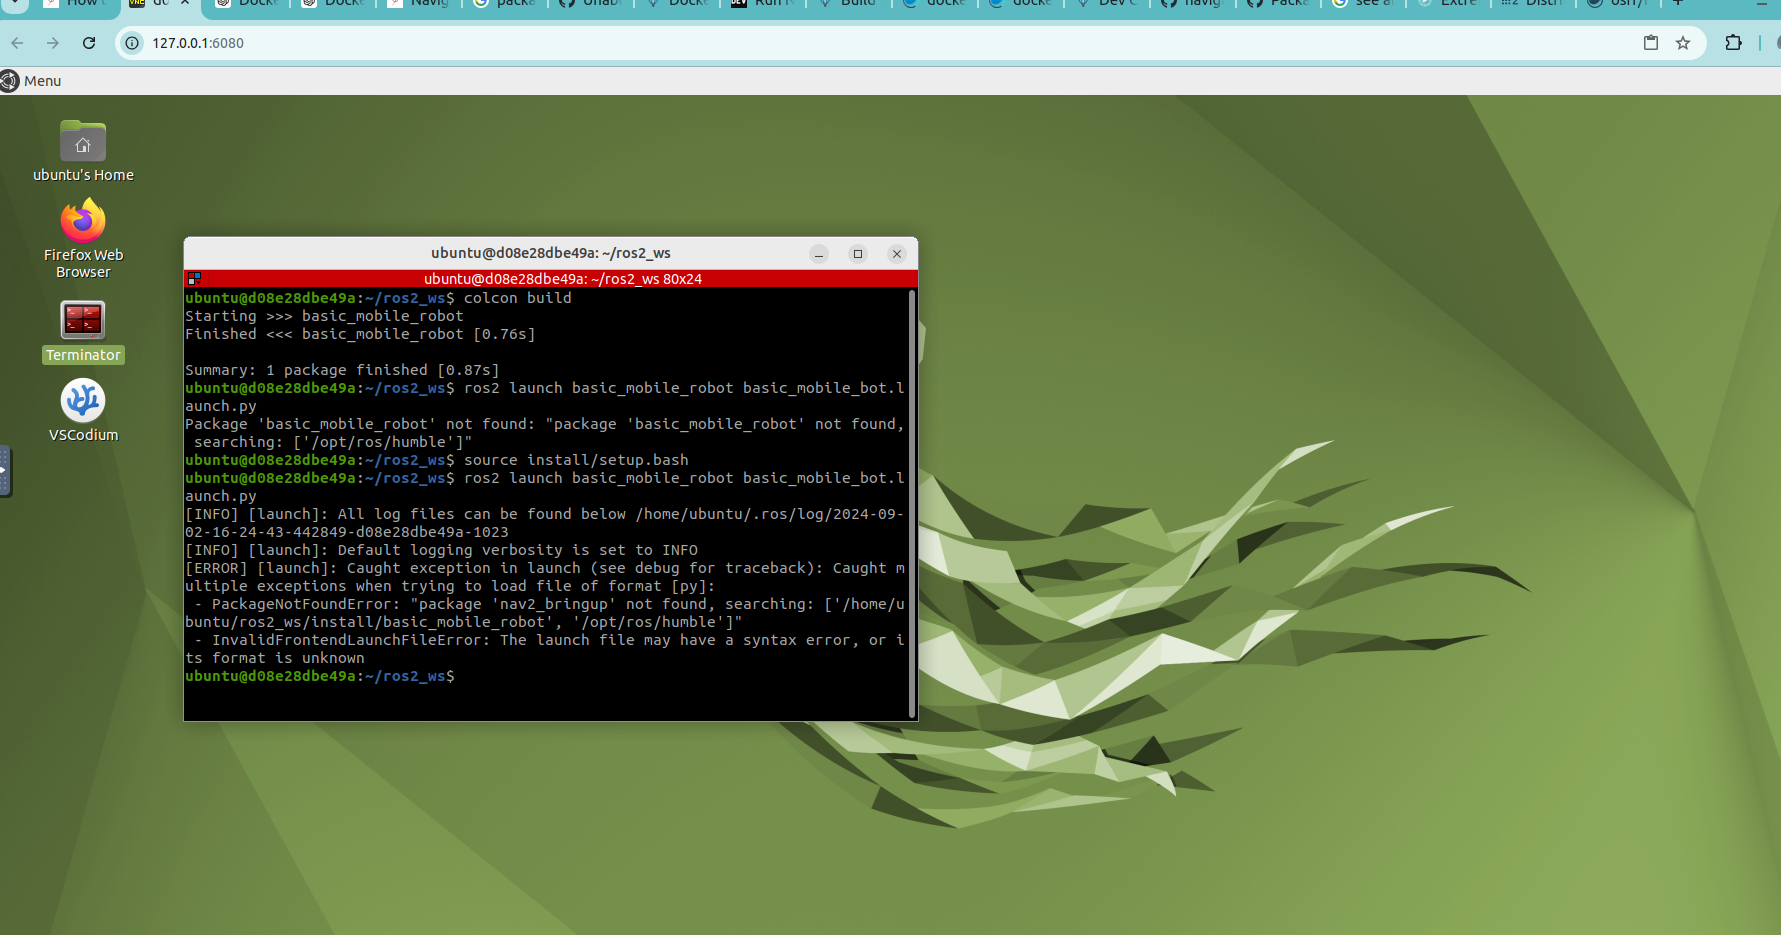 How
do
Docke
Docke
Navig
packa
Unab
Docke
Run
Build
docke
docke
Dev C
navig
Packa
see a
Extre
Distri
osrf/
127.0.0.1:6080
Menu
ubuntu's Home
Firefox Web
Browser
Terminator
VSCodium
ubuntu@d08e28dbe49a: ~/ros2_ws
ubuntu@d08e28dbe49a: ~/ros2_ws 80x24
ubuntu@d08e28dbe49a:~/ros2_ws$ colcon build
Starting >>> basic_mobile_robot
Finished <<< basic_mobile_robot [0.76s]
Summary: 1 package finished [0.87s]
ubuntu@d08e28dbe49a:~/ros2_ws$ ros2 launch basic_mobile_robot basic_mobile_bot.l
aunch.py
Package 'basic_mobile_robot' not found: "package 'basic_mobile_robot' not found,
searching: ['/opt/ros/humble']"
ubuntu@d08e28dbe49a:~/ros2_ws$ source install/setup.bash
ubuntu@d08e28dbe49a:~/ros2_ws$ ros2 launch basic_mobile_robot basic_mobile_bot.l
aunch.py
[INFO] [launch]: All log files can be found below /home/ubuntu/.ros/log/2024-09-
02-16-24-43-442849-d08e28dbe49a-1023
[INFO] [launch]: Default logging verbosity is set to INFO
[ERROR] [launch]: Caught exception in launch (see debug for traceback): Caught m
ultiple exceptions when trying to load file of format [py]:
- PackageNotFoundError: "package 'nav2_bringup' not found, searching: ['/home/u
buntu/ros2_ws/install/basic_mobile_robot', '/opt/ros/humble']"
- InvalidFrontendLaunchFileError: The launch file may have a syntax error, or i
ts format is unknown
ubuntu@d08e28dbe49a:~/ros2_ws$